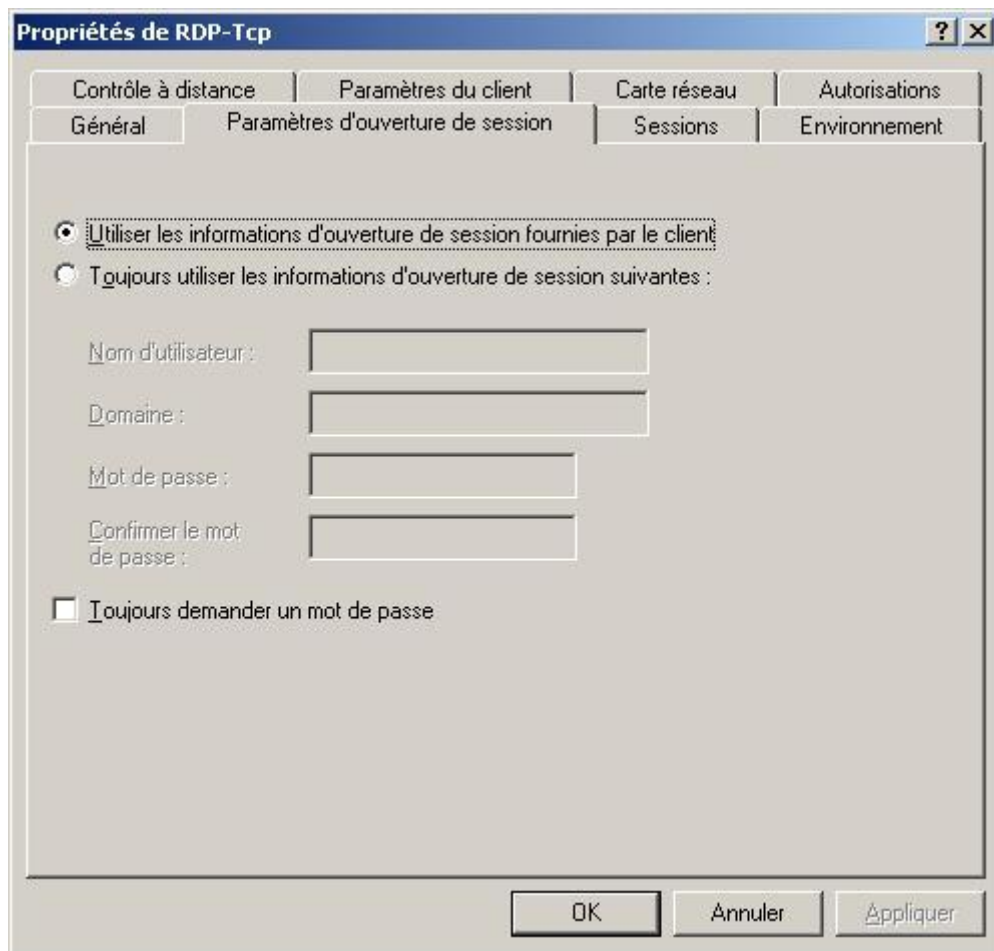 Propriétés de RDP-Tcp
Contrôle à distance Paramètres du client Carte réseau Autorisations
Général Paramètres d'ouverture de session Sessions Environnement
Utiliser les informations d'ouverture de session fournies par le client
Toujours utiliser les informations d'ouverture de session suivantes :
Nom d'utilisateur :
Domaine :
Mot de passe :
Confirmer le mot
de passe :
Toujours demander un mot de passe
OK Annuler Appliquer